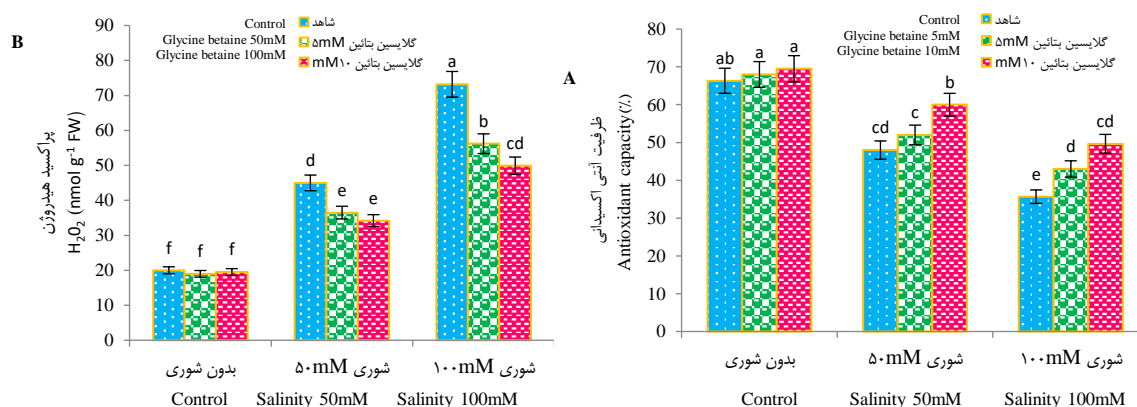 B
Control
Glycine betaine 50mM
Glycine betaine 100mM
شاهد
گلایسین بتائین ۵mM
گلایسین بتائین mM۱۰
پراکسید هیدروژن
H₂O₂ (nmol g⁻¹ FW)
90
80
70
60
50
40
30
20
10
0
f f f
d e e
a b cd
بدون شوری
شوری ۵۰mM
شوری ۱۰۰mM
Control Salinity 50mM Salinity 100mM
A
Control
Glycine betaine 5mM
Glycine betaine 10mM
شاهد
گلایسین بتائین ۵mM
گلایسین بتائین mM۱۰
ظرفیت آنتی اکسیدانی
Antioxidant capacity(%)
80
70
60
50
40
30
20
10
0
ab a a
cd c b
e d cd
بدون شوری
شوری ۵۰mM
شوری ۱۰۰mM
Control Salinity 50mM Salinity 100mM